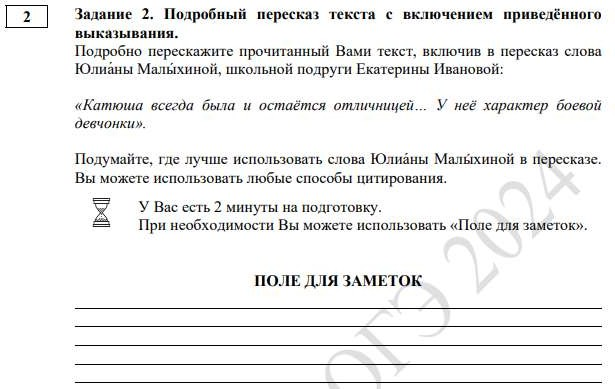 2
Задание 2. Подробный пересказ текста с включением приведённого
высказывания.
Подробно перескажите прочитанный Вами текст, включив в пересказ слова
Юлиа́ны Малы́хиной, школьной подруги Екатерины Ивановой:
«Катюша всегда была и остаётся отличницей… У неё характер боевой
девчонки».
Подумайте, где лучше использовать слова Юлиа́ны Малы́хиной в пересказе.
Вы можете использовать любые способы цитирования.
У Вас есть 2 минуты на подготовку.
При необходимости Вы можете использовать «Поле для заметок».
ПОЛЕ ДЛЯ ЗАМЕТОК
ОГЭ 2024